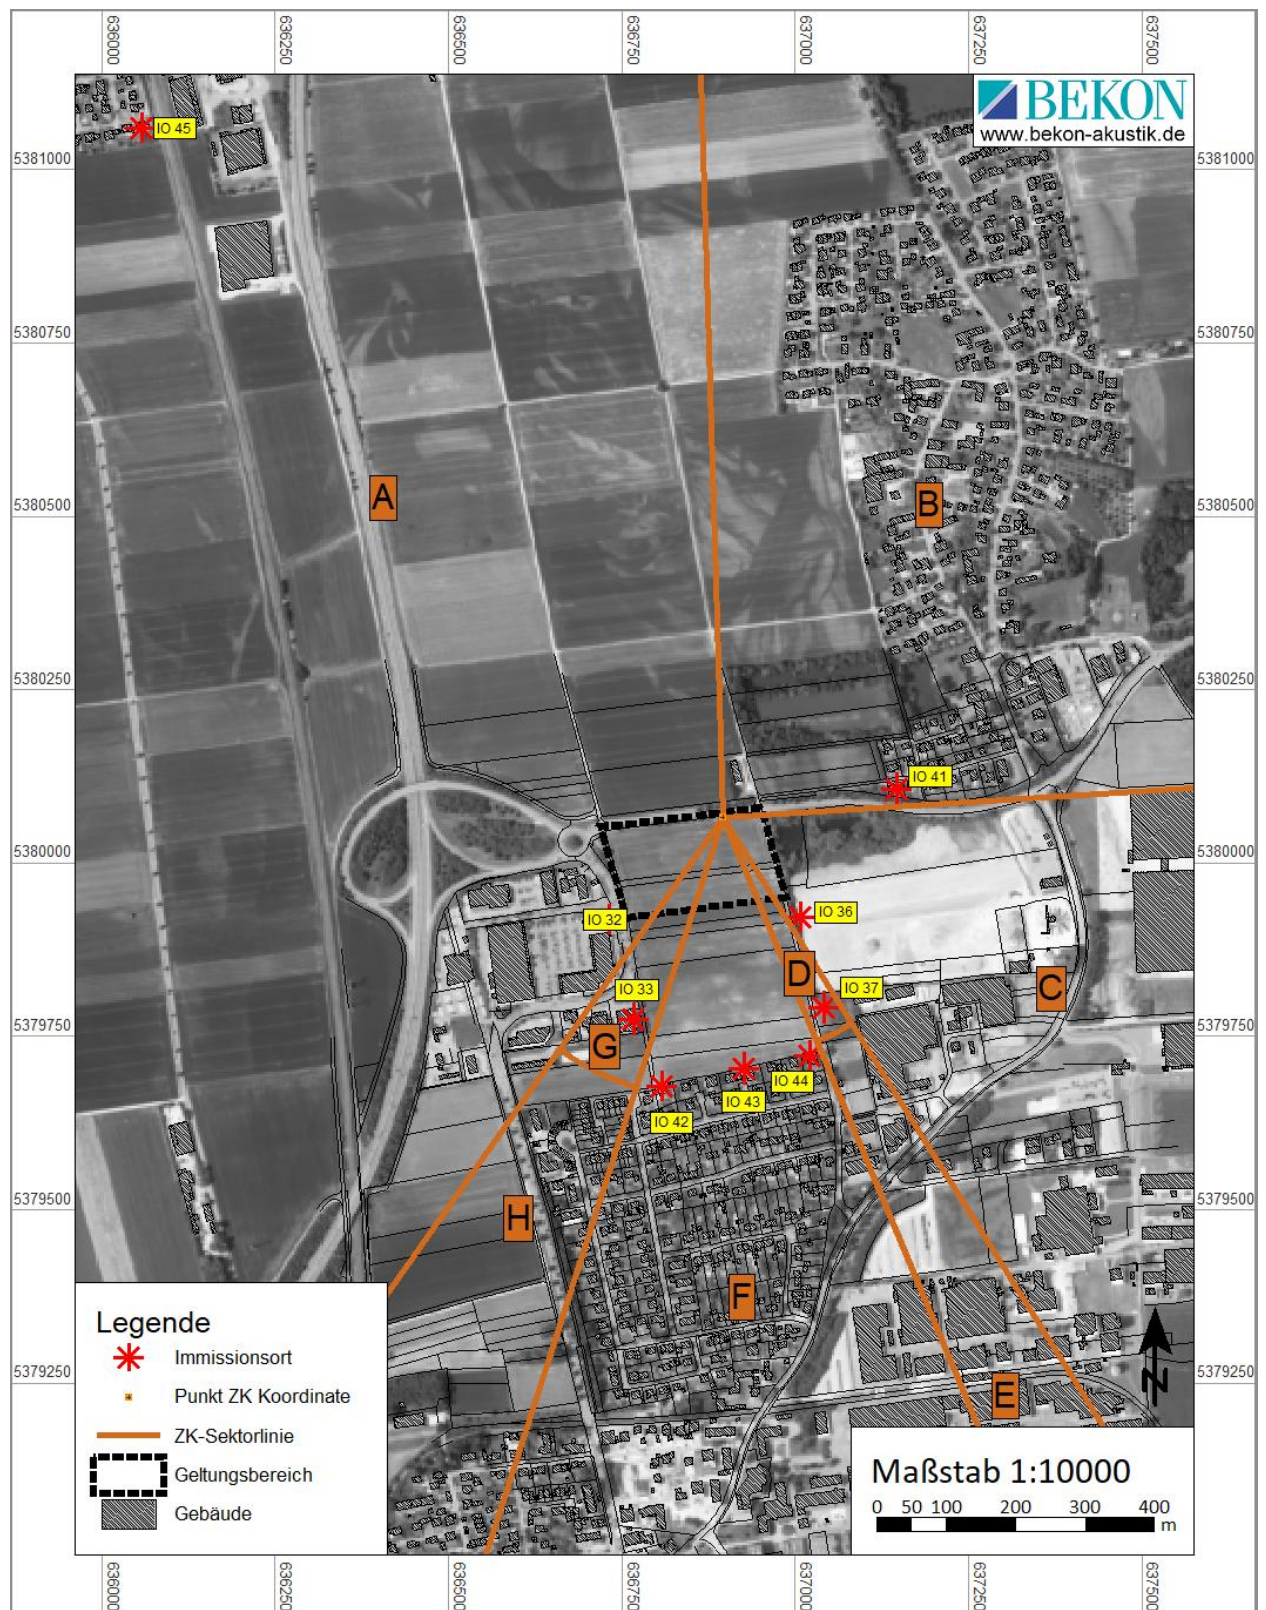 636000 636250 636500 636750 637000 637250 637500
BEKON
www.bekon-akustik.de
IO 45
5381000 5381000
5380750 5380750
A
B
5380500 5380500
5380250 5380250
IO 41
5380000 5380000
IO 32
IO 36
D
C
IO 33
IO 37
5379750 5379750
G
IO 44
IO 43
IO 42
5379500 5379500
H
F
E
5379250 5379250
Legende
Immissionsort
Punkt ZK Koordinate
ZK-Sektorlinie
Geltungsbereich
Gebäude
N
Maßstab 1:10000
0 50 100 200 300 400
m
636000 636250 636500 636750 637000 637250 637500